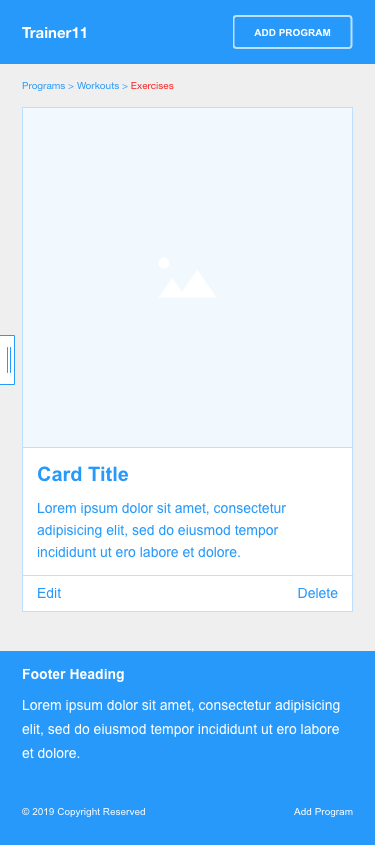 Trainer11
ADD PROGRAM
Programs > Workouts > Exercises
Card Title
Lorem ipsum dolor sit amet, consectetur
adipisicing elit, sed do eiusmod tempor
incididunt ut ero labore et dolore.
Edit
Delete
Footer Heading
Lorem ipsum dolor sit amet, consectetur adipisicing
elit, sed do eiusmod tempor incididunt ut ero labore
et dolore.
© 2019 Copyright Reserved
Add Program